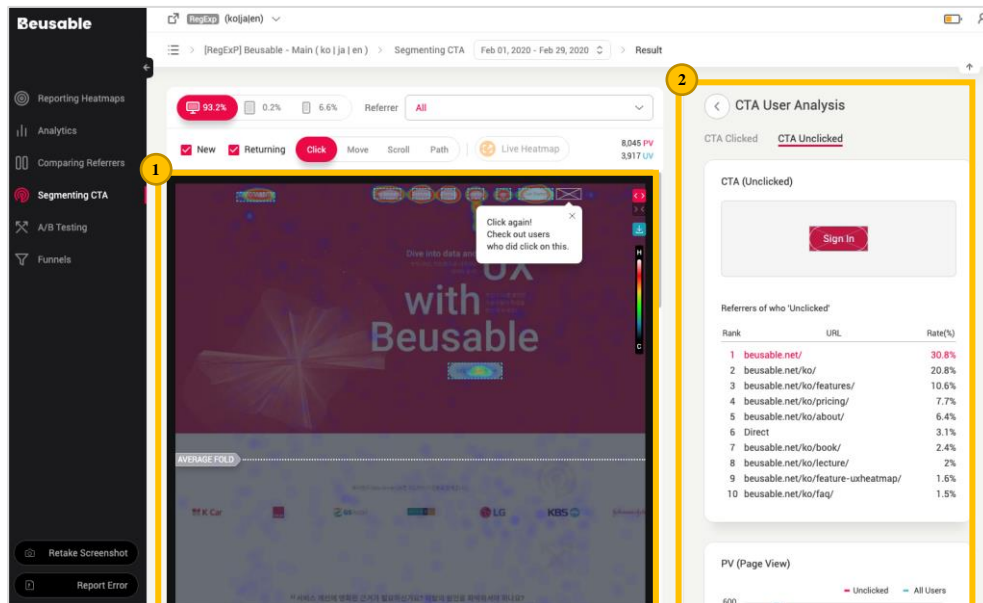 Beusable
RegExp (ko|ja|en)
[RegExP] Beusable - Main ( ko | ja | en ) > Segmenting CTA Feb 01, 2020 - Feb 29, 2020 > Result
Reporting Heatmaps
Analytics
Comparing Referrers
Segmenting CTA
A/B Testing
Funnels
Retake Screenshot
Report Error
93.2% 0.2% 6.6% Referrer All
New Returning Click Move Scroll Path Live Heatmap
8,045 PV
3,917 UV
1
Click again!
Check out users
who did click on this.
H
C
Dive into data
UX
with
Beusable
AVERAGE FOLD
K Car
LG
KBS
2
CTA User Analysis
CTA Clicked CTA Unclicked
CTA (Unclicked)
Sign In
Referrers of who 'Unclicked'
Rank URL Rate(%)
1 beusable.net/ 30.8%
2 beusable.net/ko/ 20.8%
3 beusable.net/ko/features/ 10.6%
4 beusable.net/ko/pricing/ 7.7%
5 beusable.net/ko/about/ 6.4%
6 Direct 3.1%
7 beusable.net/ko/book/ 2.4%
8 beusable.net/ko/lecture/ 2%
9 beusable.net/ko/feature-uxheatmap/ 1.6%
10 beusable.net/ko/faq/ 1.5%
PV (Page View)
Unclicked All Users
600